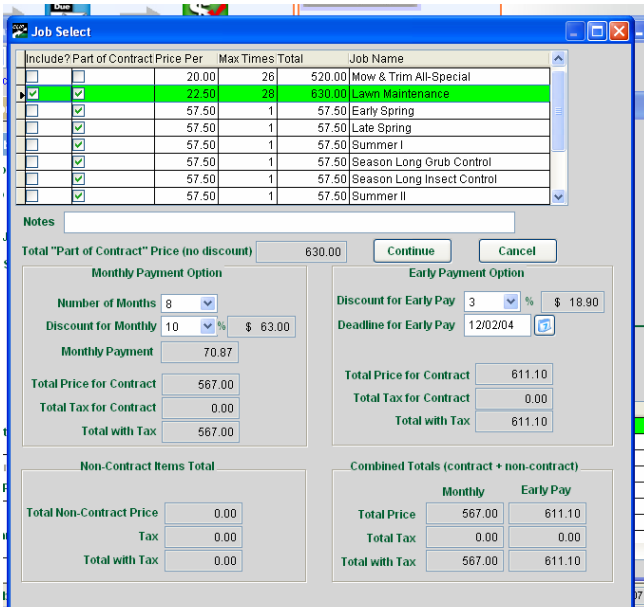 Due
Job Select
Include? Part of Contract Price Per Max Times Total Job Name
20.00 26 520.00 Mow & Trim All-Special
22.50 28 630.00 Lawn Maintenance
57.50 1 57.50 Early Spring
57.50 1 57.50 Late Spring
57.50 1 57.50 Summer I
57.50 1 57.50 Season Long Grub Control
57.50 1 57.50 Season Long Insect Control
57.50 1 57.50 Summer II
Notes
Total "Part of Contract" Price (no discount) 630.00 Continue Cancel
Monthly Payment Option
Number of Months 8
Discount for Monthly 10 % $ 63.00
Monthly Payment 70.87
Total Price for Contract 567.00
Total Tax for Contract 0.00
Total with Tax 567.00
Early Payment Option
Discount for Early Pay 3 % $ 18.90
Deadline for Early Pay 12/02/04
Total Price for Contract 611.10
Total Tax for Contract 0.00
Total with Tax 611.10
Non-Contract Items Total
Total Non-Contract Price 0.00
Tax 0.00
Total with Tax 0.00
Combined Totals (contract + non-contract)
Monthly Early Pay
Total Price 567.00 611.10
Total Tax 0.00 0.00
Total with Tax 567.00 611.10